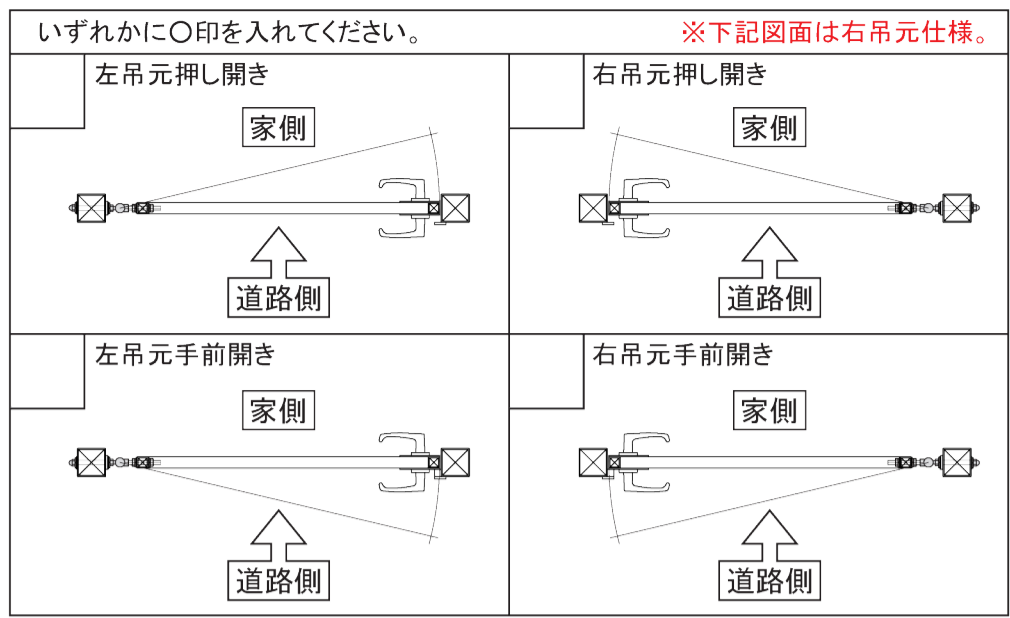 いずれかに〇印を入れてください。
※下記図面は右吊元仕様。
左吊元押し開き
家側
道路側
右吊元押し開き
家側
道路側
左吊元手前開き
家側
道路側
右吊元手前開き
家側
道路側